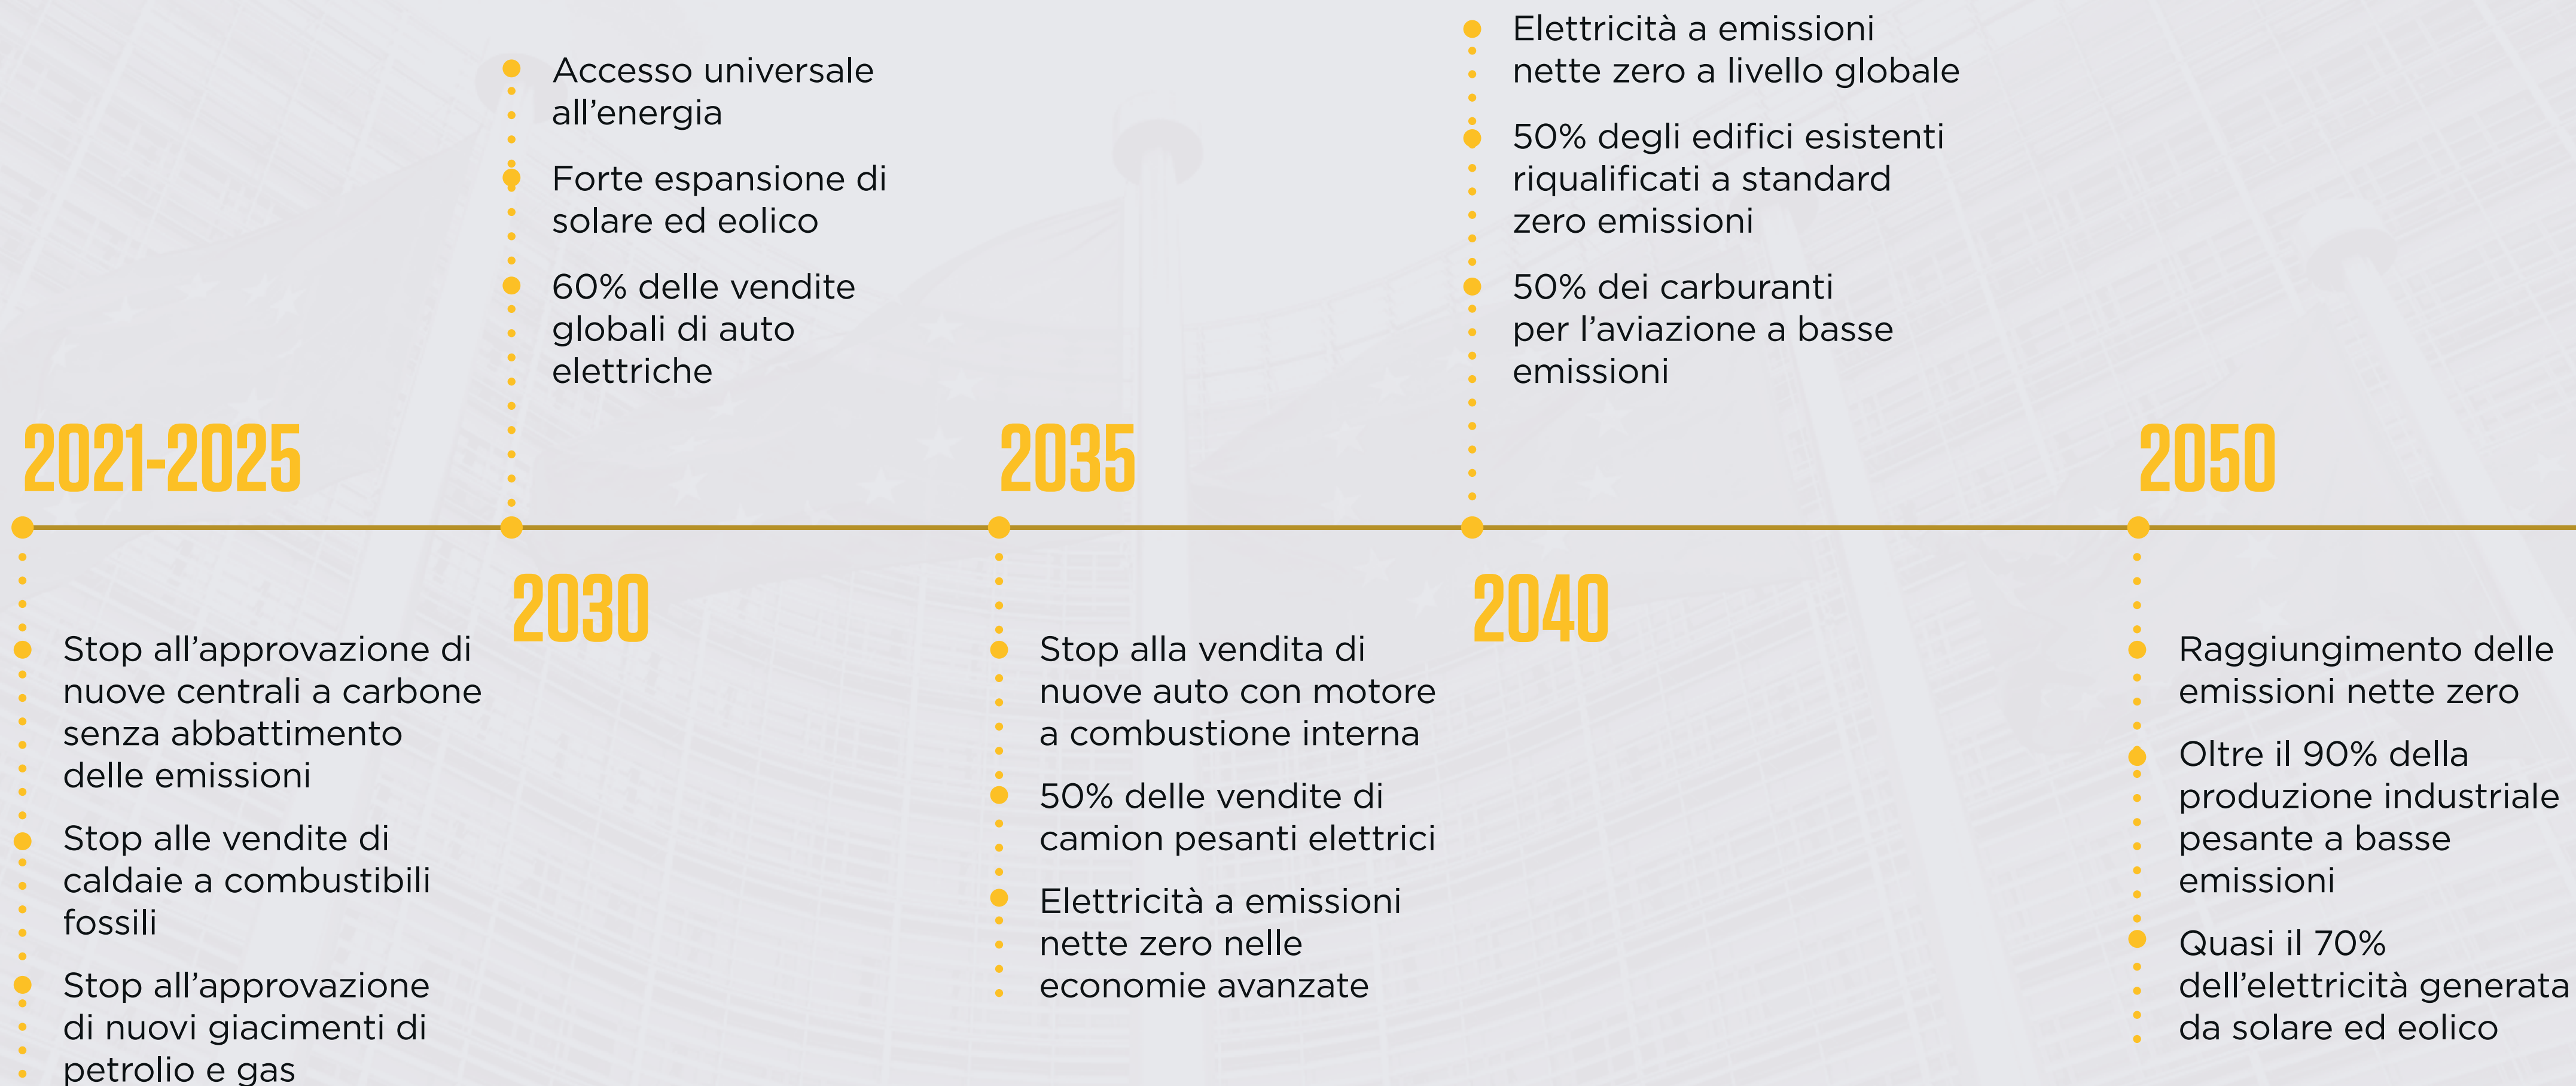 2021-2025
Stop all’approvazione di
nuove centrali a carbone
senza abbattimento
delle emissioni
Stop alle vendite di
caldaie a combustibili
fossili
Stop all’approvazione
di nuovi giacimenti di
petrolio e gas
Accesso universale
all’energia
Forte espansione di
solare ed eolico
60% delle vendite
globali di auto
elettriche
2030
2035
Stop alla vendita di
nuove auto con motore
a combustione interna
50% delle vendite di
camion pesanti elettrici
Elettricità a emissioni
nette zero nelle
economie avanzate
Elettricità a emissioni
nette zero a livello globale
50% degli edifici esistenti
riqualificati a standard
zero emissioni
50% dei carburanti
per l’aviazione a basse
emissioni
2040
2050
Raggiungimento delle
emissioni nette zero
Oltre il 90% della
produzione industriale
pesante a basse
emissioni
Quasi il 70%
dell’elettricità generata
da solare ed eolico